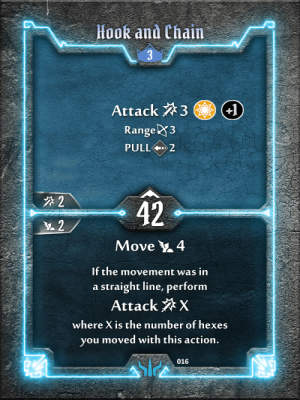 Hook and Chain
3
Attack 3 +1
Range 3
PULL 2
2
42
2
Move 4
If the movement was in
a straight line, perform
Attack X
where X is the number of hexes
you moved with this action.
016